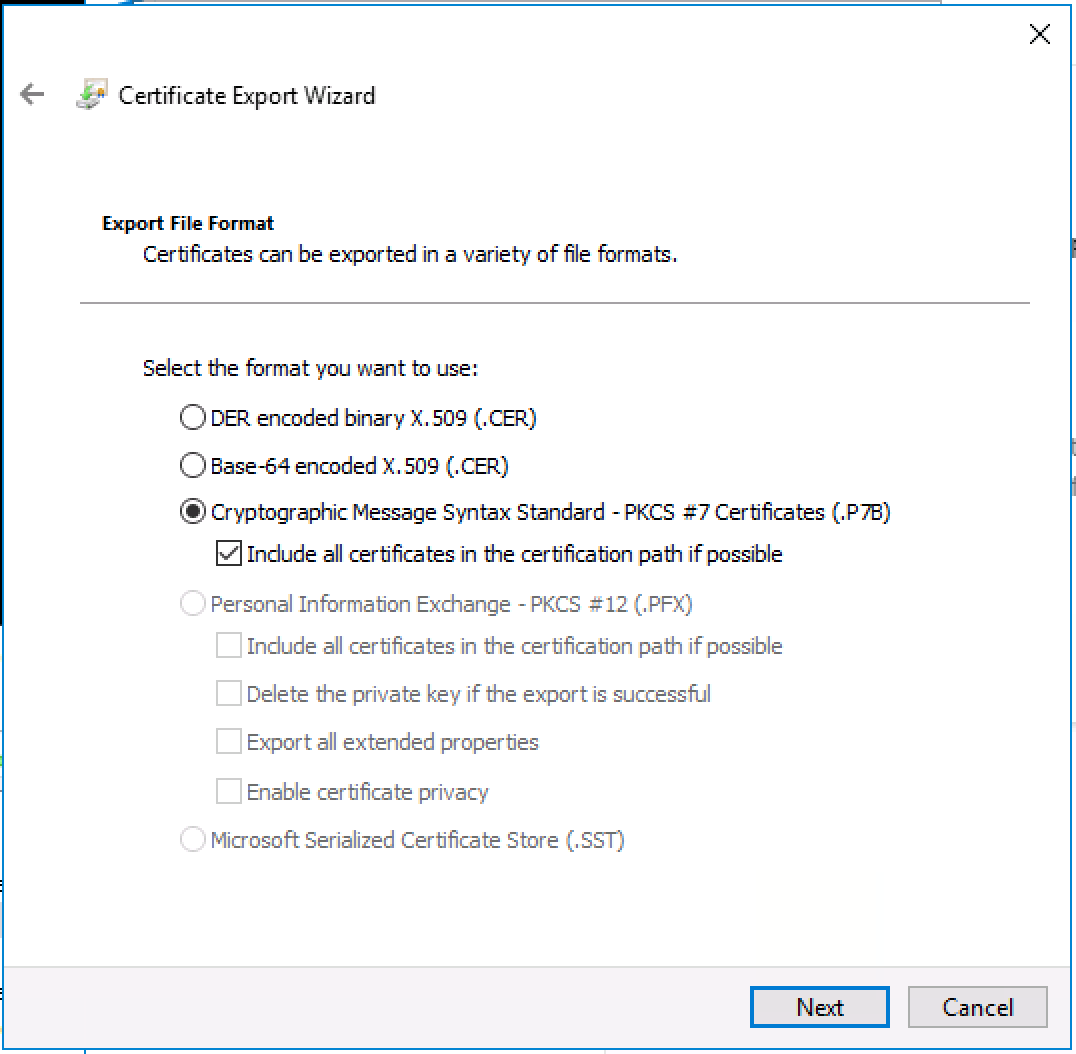 Certificate Export Wizard
Export File Format
Certificates can be exported in a variety of file formats.
Select the format you want to use:
DER encoded binary X.509 (.CER)
Base-64 encoded X.509 (.CER)
Cryptographic Message Syntax Standard - PKCS #7 Certificates (.P7B)
Include all certificates in the certification path if possible
Personal Information Exchange - PKCS #12 (.PFX)
Include all certificates in the certification path if possible
Delete the private key if the export is successful
Export all extended properties
Enable certificate privacy
Microsoft Serialized Certificate Store (.SST)
Next
Cancel